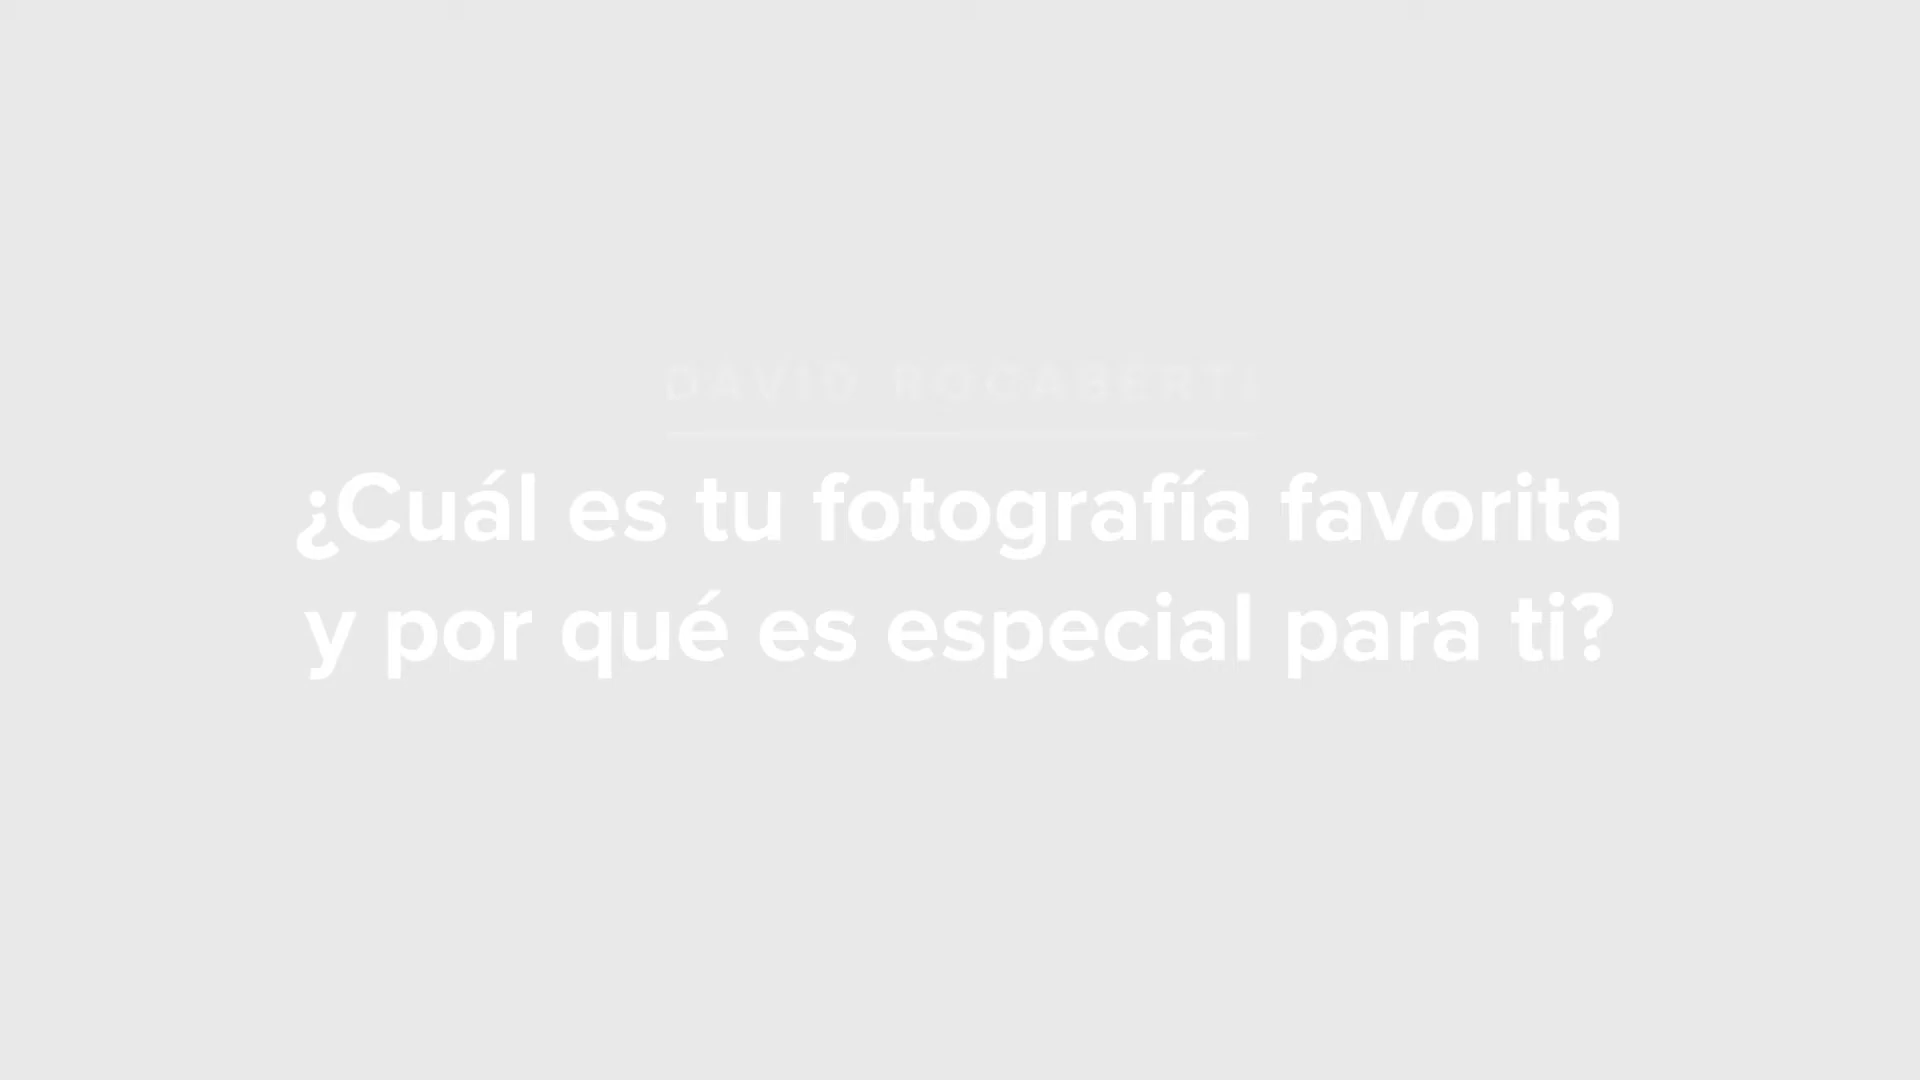 DAVID ROCABERTI
¿Cuál es tu fotografía favorita
y por qué es especial para ti?